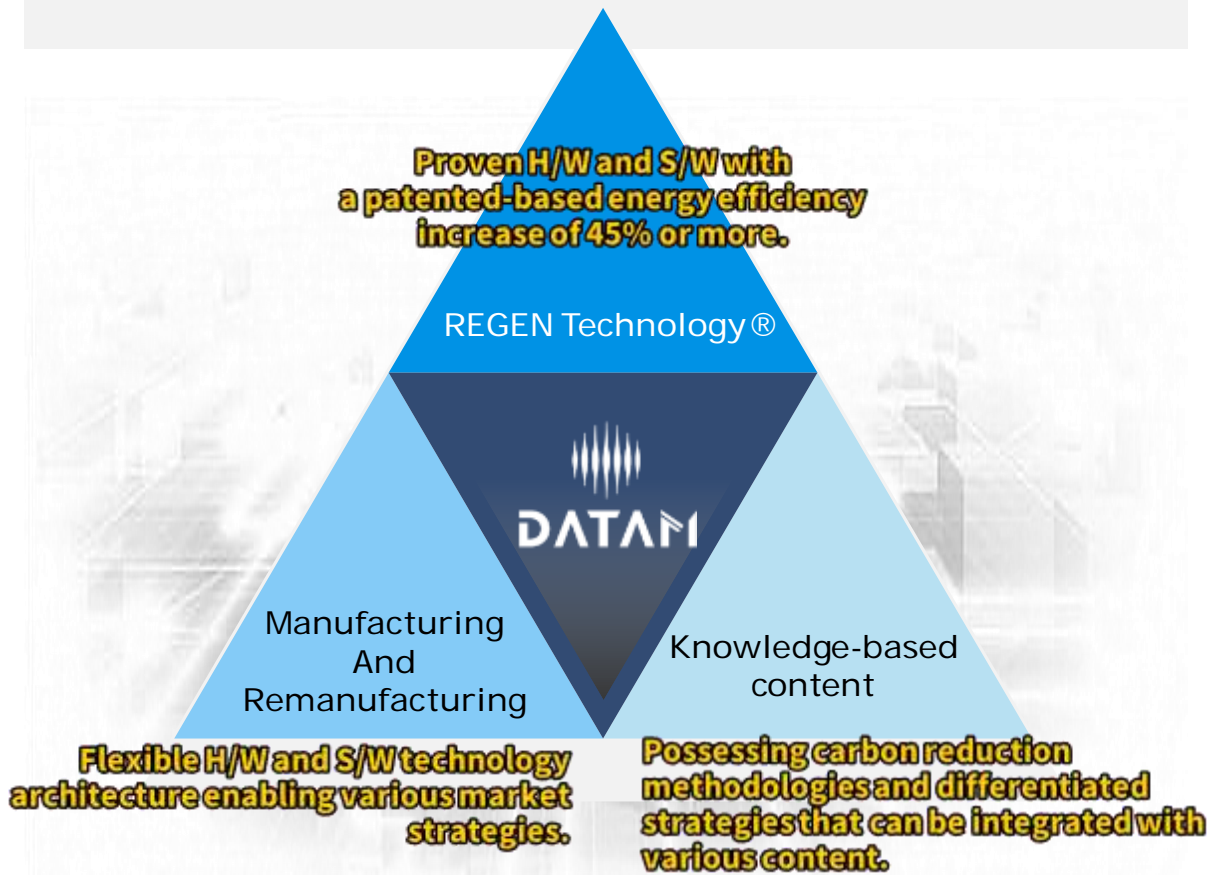 Proven H/W and S/W with
a patented-based energy efficiency
increase of 45% or more.
REGEN Technology®
DATAM
Manufacturing
And
Remanufacturing
Knowledge-based
content
Flexible H/W and S/W technology
architecture enabling various market
strategies.
Possessing carbon reduction
methodologies and differentiated
strategies that can be integrated with
various content.